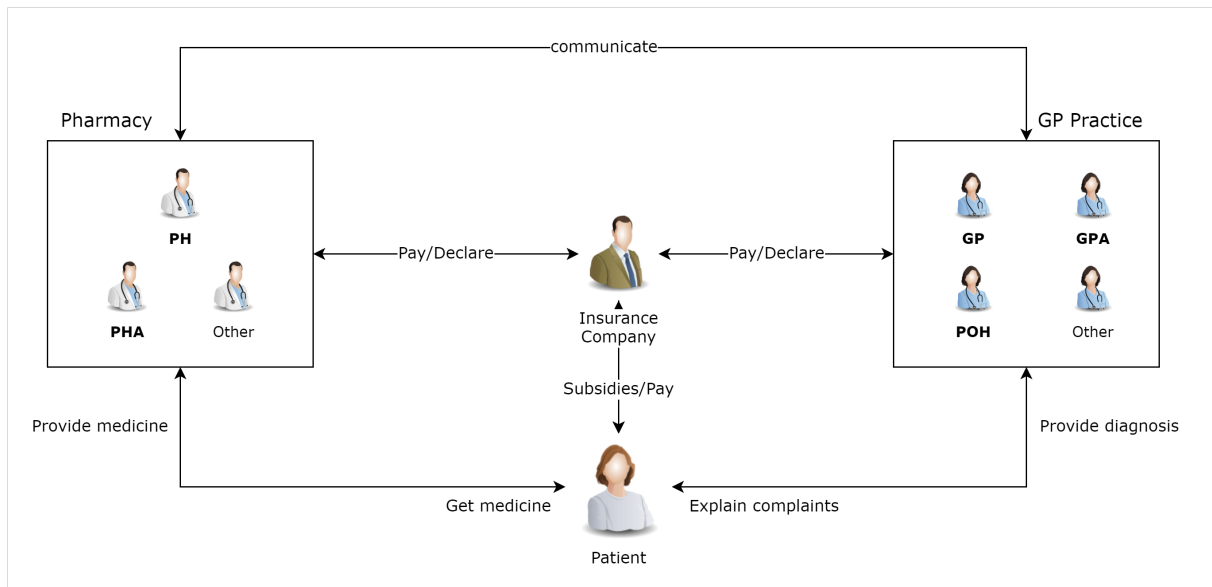 communicate
Pharmacy
GP Practice
PH
GP
GPA
Pay/Declare
Pay/Declare
PHA
Other
Insurance
Company
POH
Other
Subsidies/Pay
Provide medicine
Provide diagnosis
Get medicine
Explain complaints
Patient